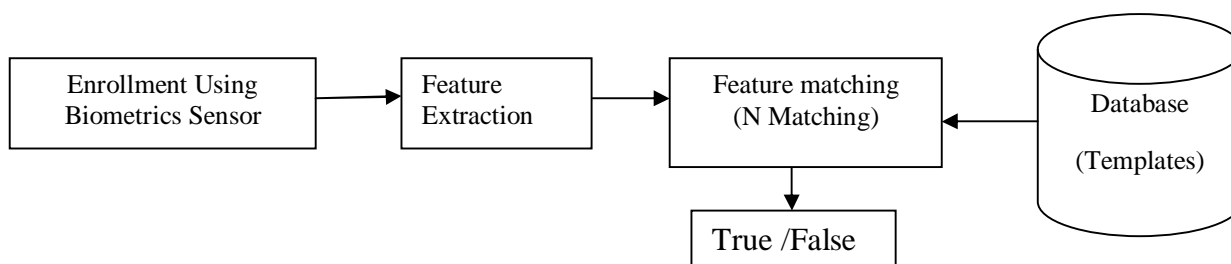 Enrollment Using
Biometrics Sensor
Feature
Extraction
Feature matching
(N Matching)
Database
(Templates)
True /False